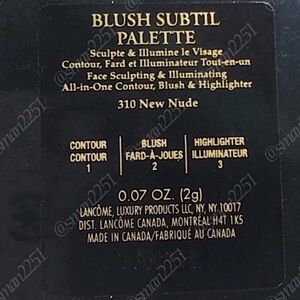 BLUSH SUBTIL
PALETTE
Sculpte & Illumine le Visage
Contour, Fard et Illuminateur Tout-en-un
Face Sculpting & Illuminating
All-in-One Contour, Blush & Highlighter
310 New Nude
CONTOUR
CONTOUR
1
BLUSH
FARD-À-JOUES
2
HIGHLIGHTER
ILLUMINATEUR
3
0.07 OZ. (2g)
LANCÔME, LUXURY PRODUCTS LLC, NY, NY 10017
DIST. LANCÔME CANADA, MONTRÉAL H4T 1K5
MADE IN CANADA/FABRIQUÉ AU CANADA